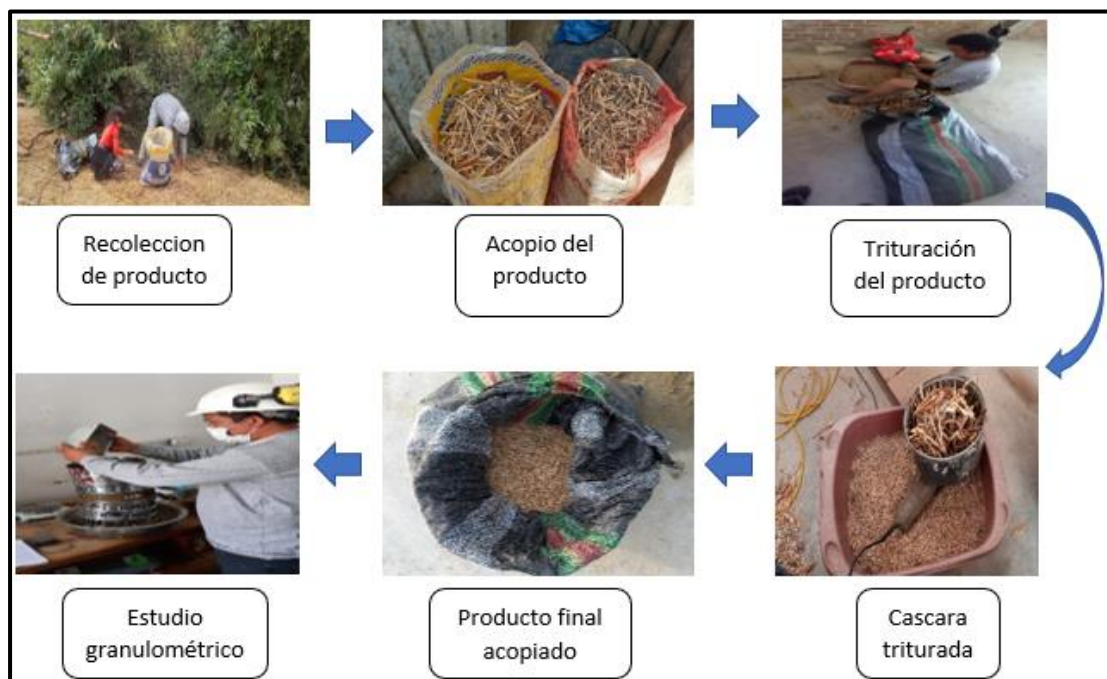 Recoleccion
de producto
Acopio del
producto
Trituración
del producto
Cascara
triturada
Producto final
acopiado
Estudio
granulométrico